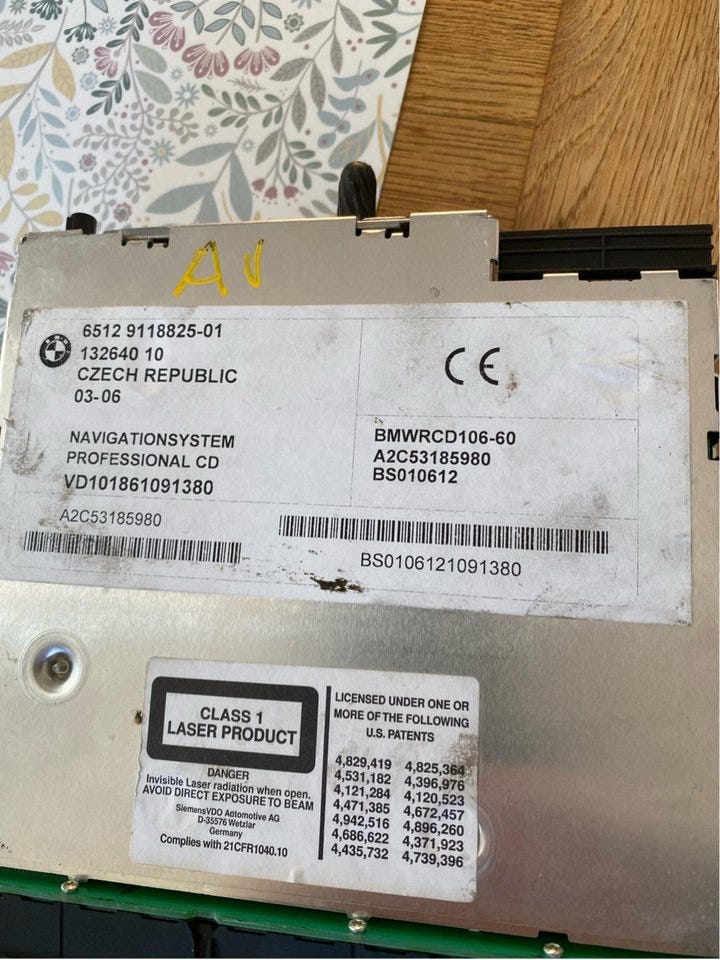 AV
6512 9118825-01
132640 10
CZECH REPUBLIC
03-06
NAVIGATIONSYSTEM
PROFESSIONAL CD
VD101861091380
A2C53185980
CE
BMWRCD106-60
A2C53185980
BS010612
BS0106121091380
CLASS 1
LASER PRODUCT
DANGER
Invisible Laser radiation when open.
AVOID DIRECT EXPOSURE TO BEAM
SiemensVDO Automotive AG
D-35576 Wetzlar
Germany
Complies with 21CFR1040.10
LICENSED UNDER ONE OR
MORE OF THE FOLLOWING
U.S. PATENTS
4,829,419 4,825,364
4,531,182 4,396,976
4,121,284 4,120,523
4,471,385 4,672,457
4,942,516 4,896,260
4,686,622 4,371,923
4,435,732 4,739,396